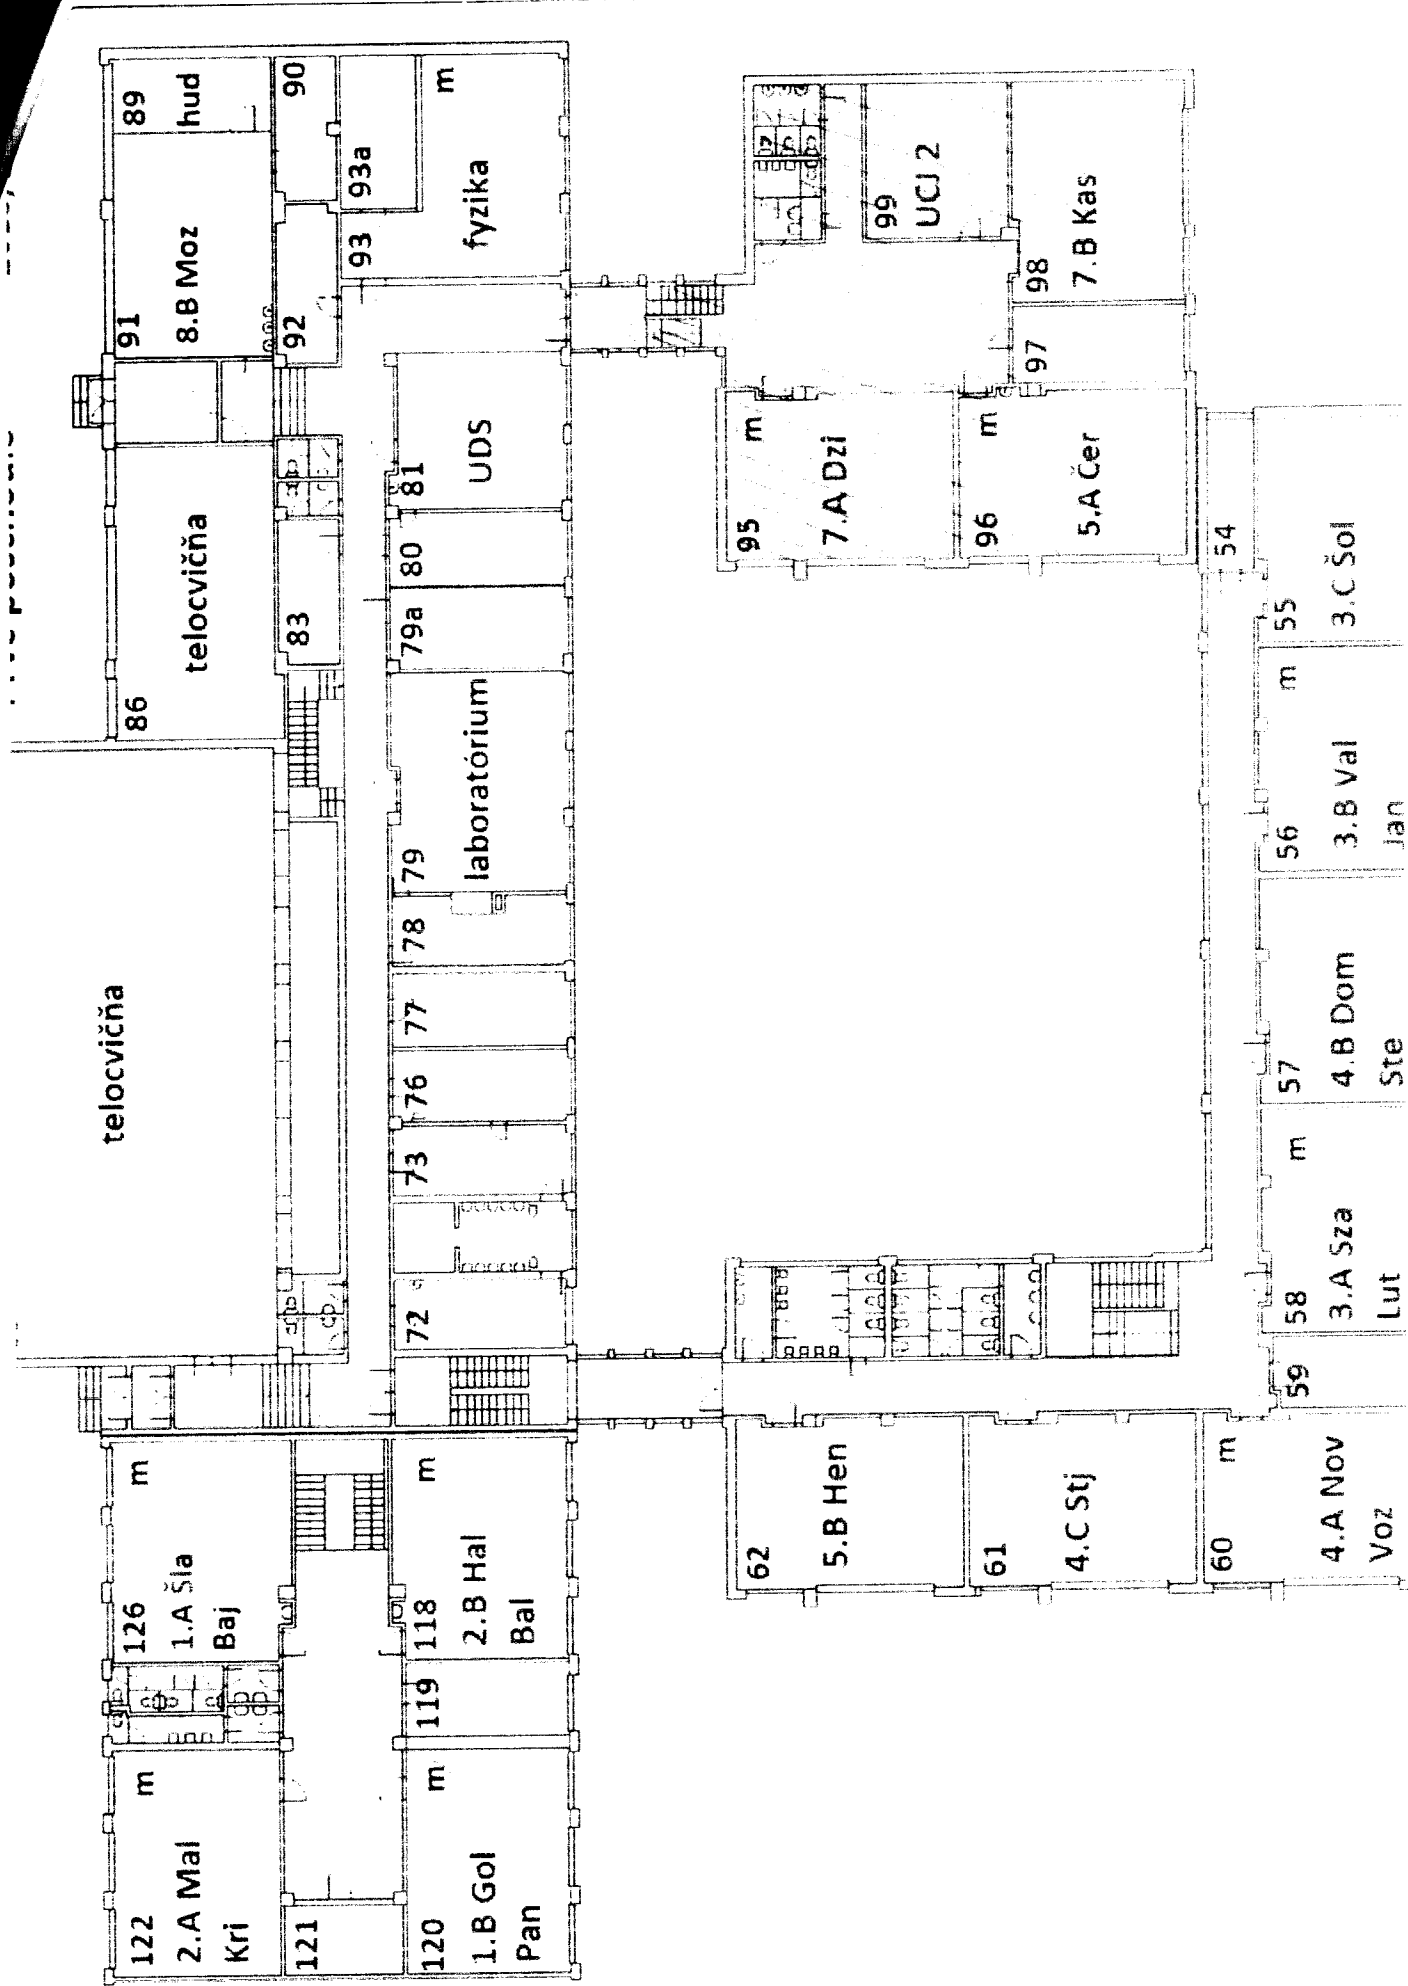 122
2.A Mal
Kri
m
126
1.A Šla
Baj
m
telocvičňa
86
telocvičňa
91
8.B Moz
89
hud
121
83
92
90
120
1.B Gol
Pan
m
119
118
2.B Hal
Bal
m
72
73
76
77
78
79
laboratórium
79a
80
81
UDS
93
93a
fyzika
m
62
5.B Hen
95
7.A Dzi
m
99
UCJ 2
61
4.C Stj
96
5.A Čer
m
97
98
7.B Kas
60
4.A Nov
Voz
m
59
58
3.A Sza
Lut
m
57
4.B Dom
Ste
56
3.B Val
Jan
m
55
3.C Šol
54